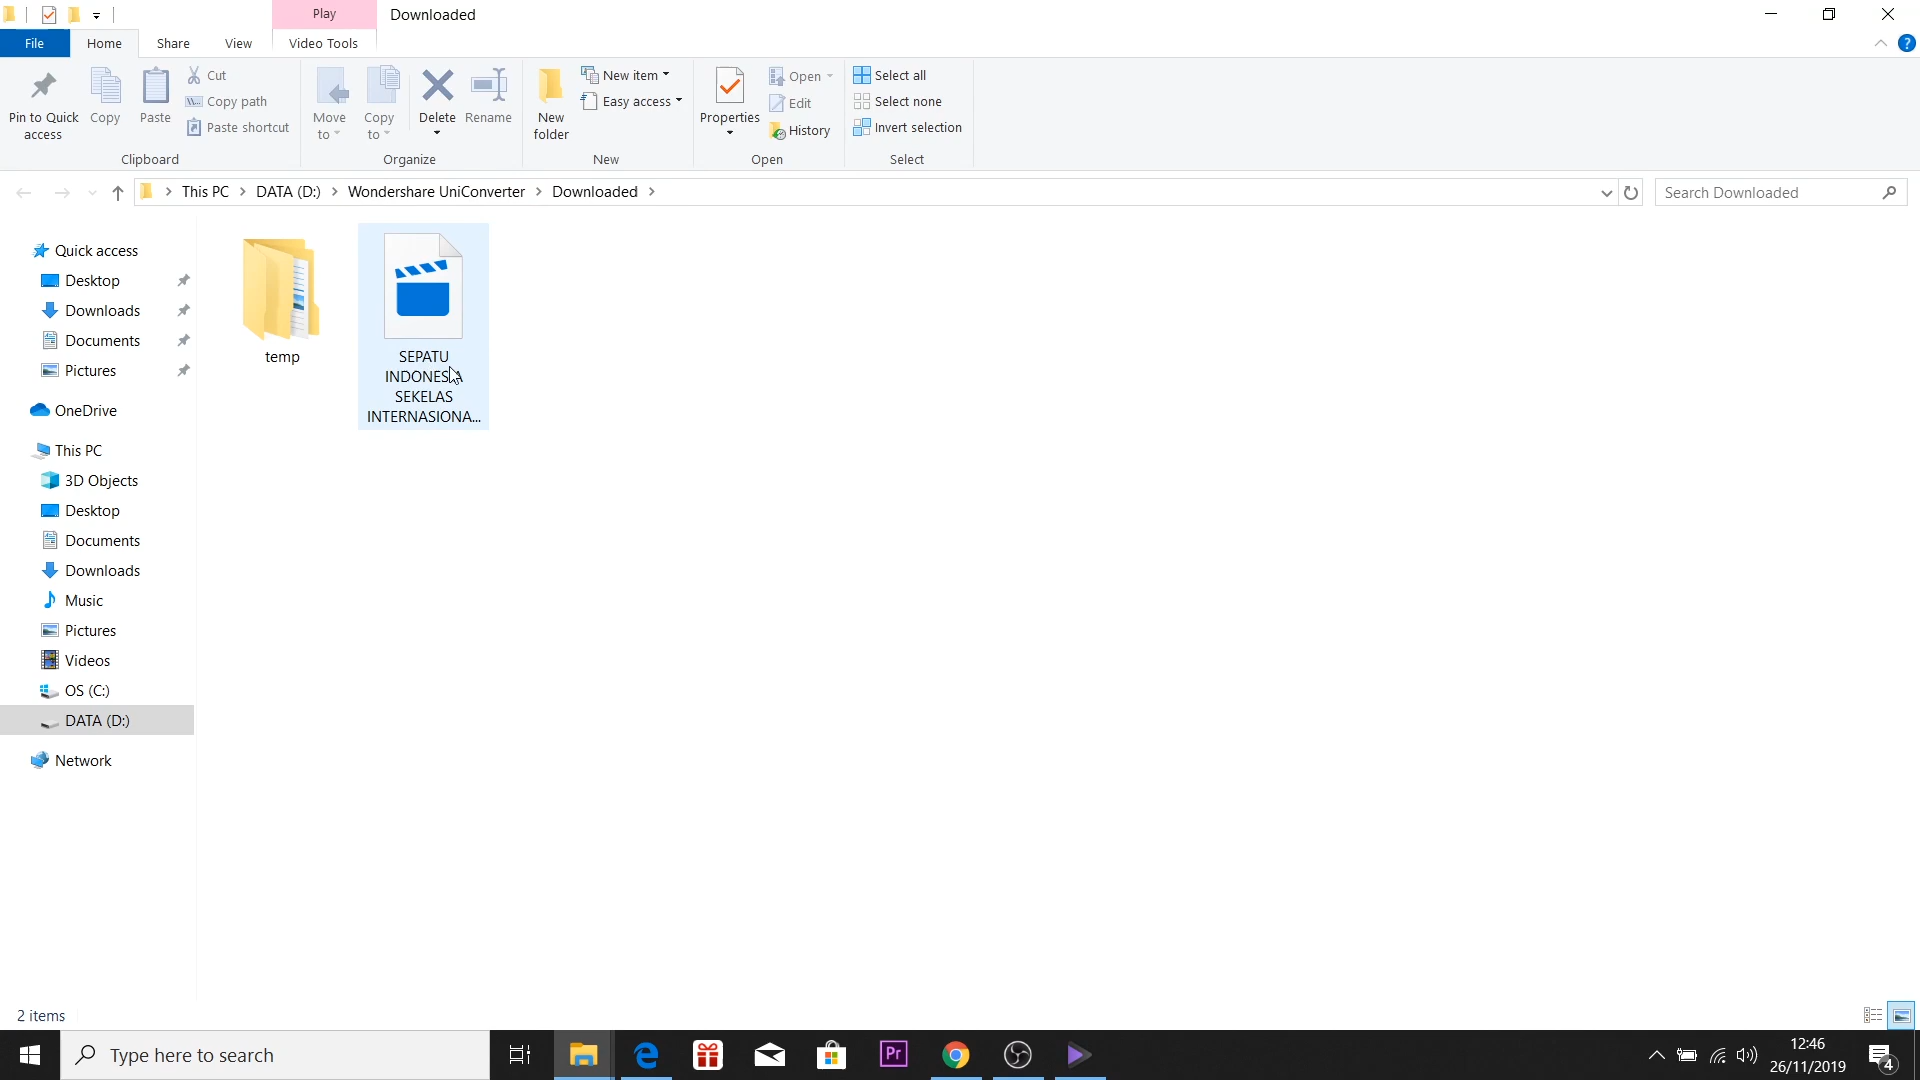 Play
Downloaded
File
Home
Share
View
Video Tools
Pin to Quick access
Copy
Paste
Cut
Copy path
Paste shortcut
Clipboard
Move to
Copy to
Delete
Rename
Organize
New folder
New item
Easy access
New
Properties
Open
Edit
History
Open
Select all
Select none
Invert selection
Select
This PC > DATA (D:) > Wondershare UniConverter > Downloaded >
Search Downloaded
Quick access
Desktop
Downloads
Documents
Pictures
OneDrive
This PC
3D Objects
Desktop
Documents
Downloads
Music
Pictures
Videos
OS (C:)
DATA (D:)
Network
temp
SEPATU
INDONESIA
SEKELAS
INTERNASIONA...
2 items
Type here to search
Pr
12:46
26/11/2019
4